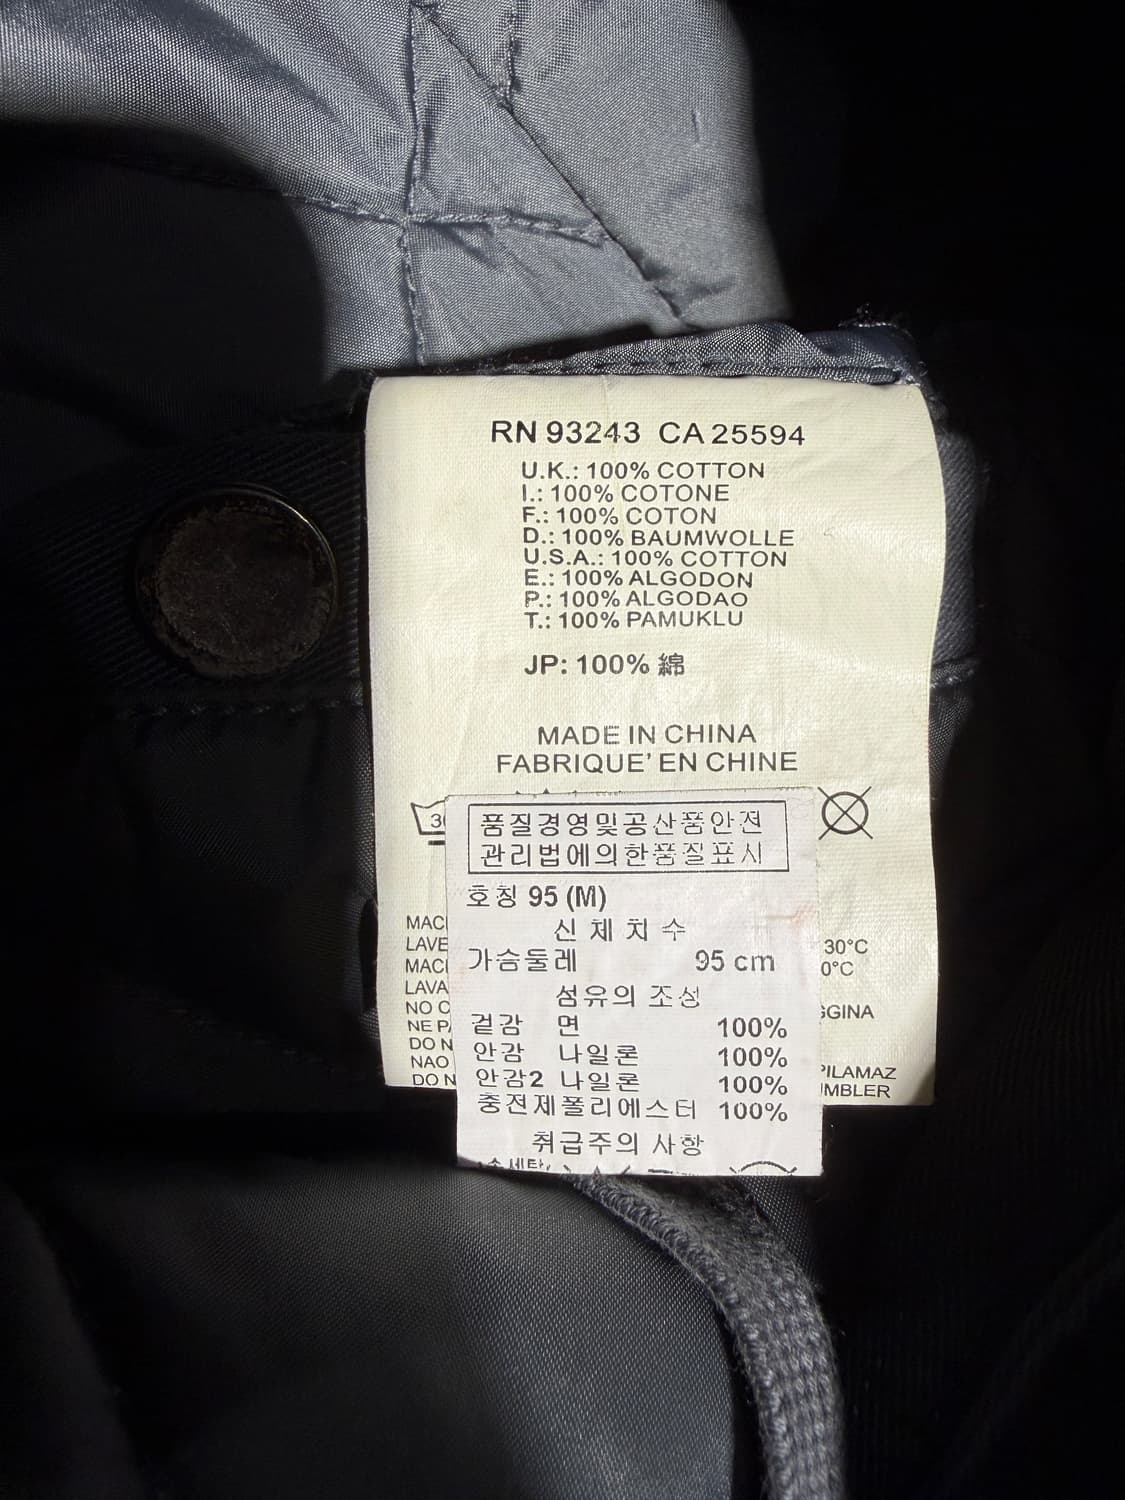 RN 93243 CA 25594
U.K.: 100% COTTON
I.: 100% COTONE
F.: 100% COTON
D.: 100% BAUMWOLLE
U.S.A.: 100% COTTON
E.: 100% ALGODON
P.: 100% ALGODAO
T.: 100% PAMUKLU
JP: 100% 綿
MADE IN CHINA
FABRIQUE' EN CHINE
품질경영및공산품안전
관리법에의한품질표시
호칭 95 (M)
신체치수
가슴둘레 95 cm
섬유의 조성
겉감 면 100%
안감 나일론 100%
안감2 나일론 100%
충전제폴리에스터 100%
취급주의 사항
30°C